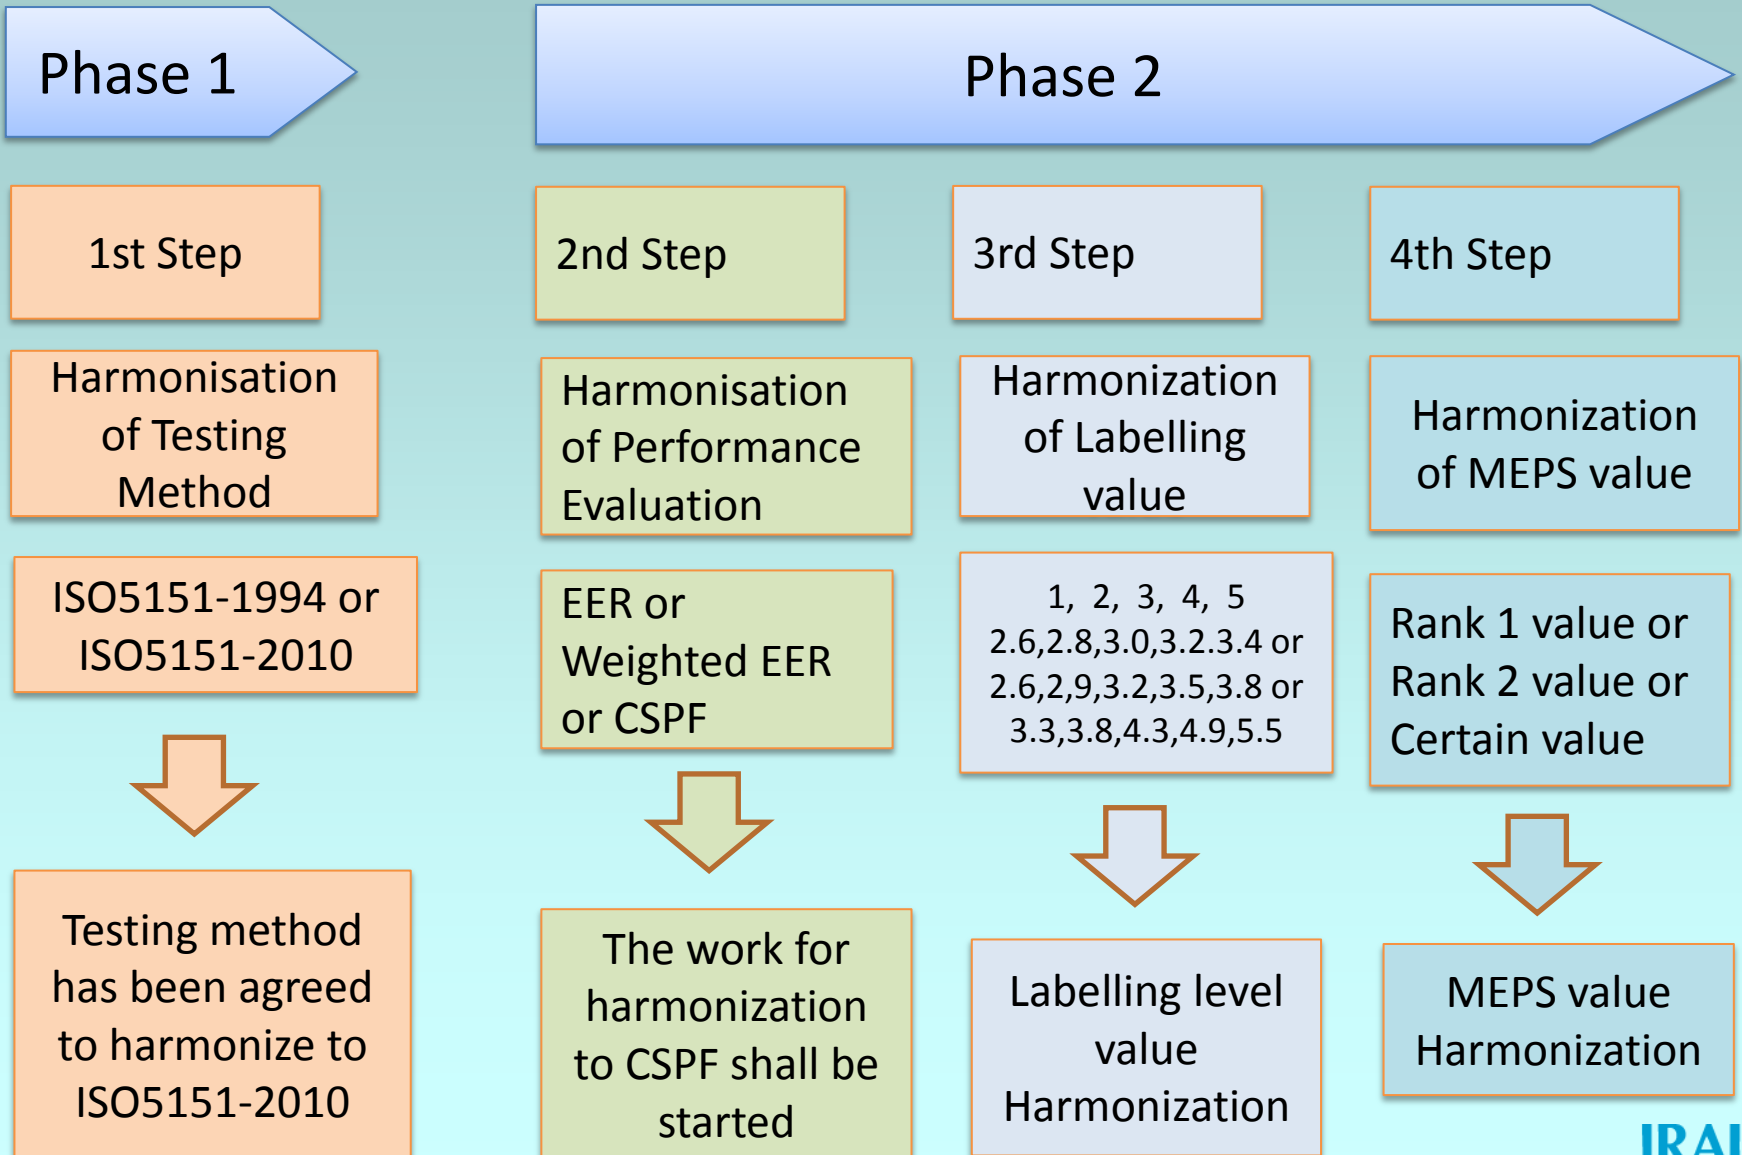 Phase 1
Phase 2
1st Step
2nd Step
3rd Step
4th Step
Harmonisation
of Testing
Method
Harmonisation
of Performance
Evaluation
Harmonization
of Labelling
value
Harmonization
of MEPS value
ISO5151-1994 or
ISO5151-2010
EER or
Weighted EER
or CSPF
1, 2, 3, 4, 5
2.6,2.8,3.0,3.2.3.4 or
2.6,2,9,3.2,3.5,3.8 or
3.3,3.8,4.3,4.9,5.5
Rank 1 value or
Rank 2 value or
Certain value
Testing method
has been agreed
to harmonize to
ISO5151-2010
The work for
harmonization
to CSPF shall be
started
Labelling level
value
Harmonization
MEPS value
Harmonization